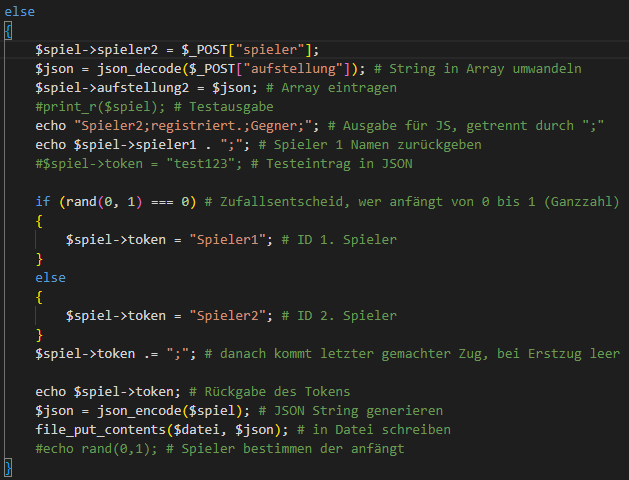 else
{
    $spiel->spieler2 = $_POST["spieler"];
    $json = json_decode($_POST["aufstellung"]); # String in Array umwandeln
    $spiel->aufstellung2 = $json; # Array eintragen
    #print_r($spiel); # Testausgabe
    echo "Spieler2;registriert.;Gegner;"; # Ausgabe für JS, getrennt durch ";"
    echo $spiel->spieler1 . ";"; # Spieler 1 Namen zurückgeben
    #$spiel->token = "test123"; # Testeintrag in JSON

    if (rand(0, 1) === 0) # Zufallsentscheid, wer anfängt von 0 bis 1 (Ganzzahl)
    {
        $spiel->token = "Spieler1"; # ID 1. Spieler
    }
    else
    {
        $spiel->token = "Spieler2"; # ID 2. Spieler
    }
    $spiel->token .= ";"; # danach kommt letzter gemachter Zug, bei Erstzug leer

    echo $spiel->token; # Rückgabe des Tokens
    $json = json_encode($spiel); # JSON String generieren
    file_put_contents($datei, $json); # in Datei schreiben
    #echo rand(0,1); # Spieler bestimmen der anfängt
}